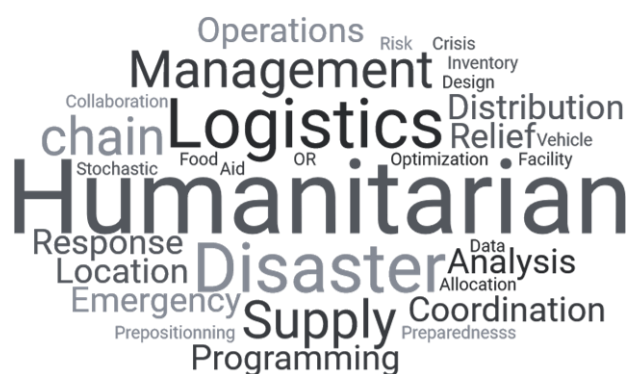 Operations
Risk Crisis
Management Inventory
Design
Collaboration
chain Logistics Distribution
Relief Vehicle
Stochastic Food Aid OR Optimization Facility
Humanitarian
Response
Location Disaster Data
Analysis
Allocation
Emergency Supply Coordination
Prepositionning Preparednesss
Programming